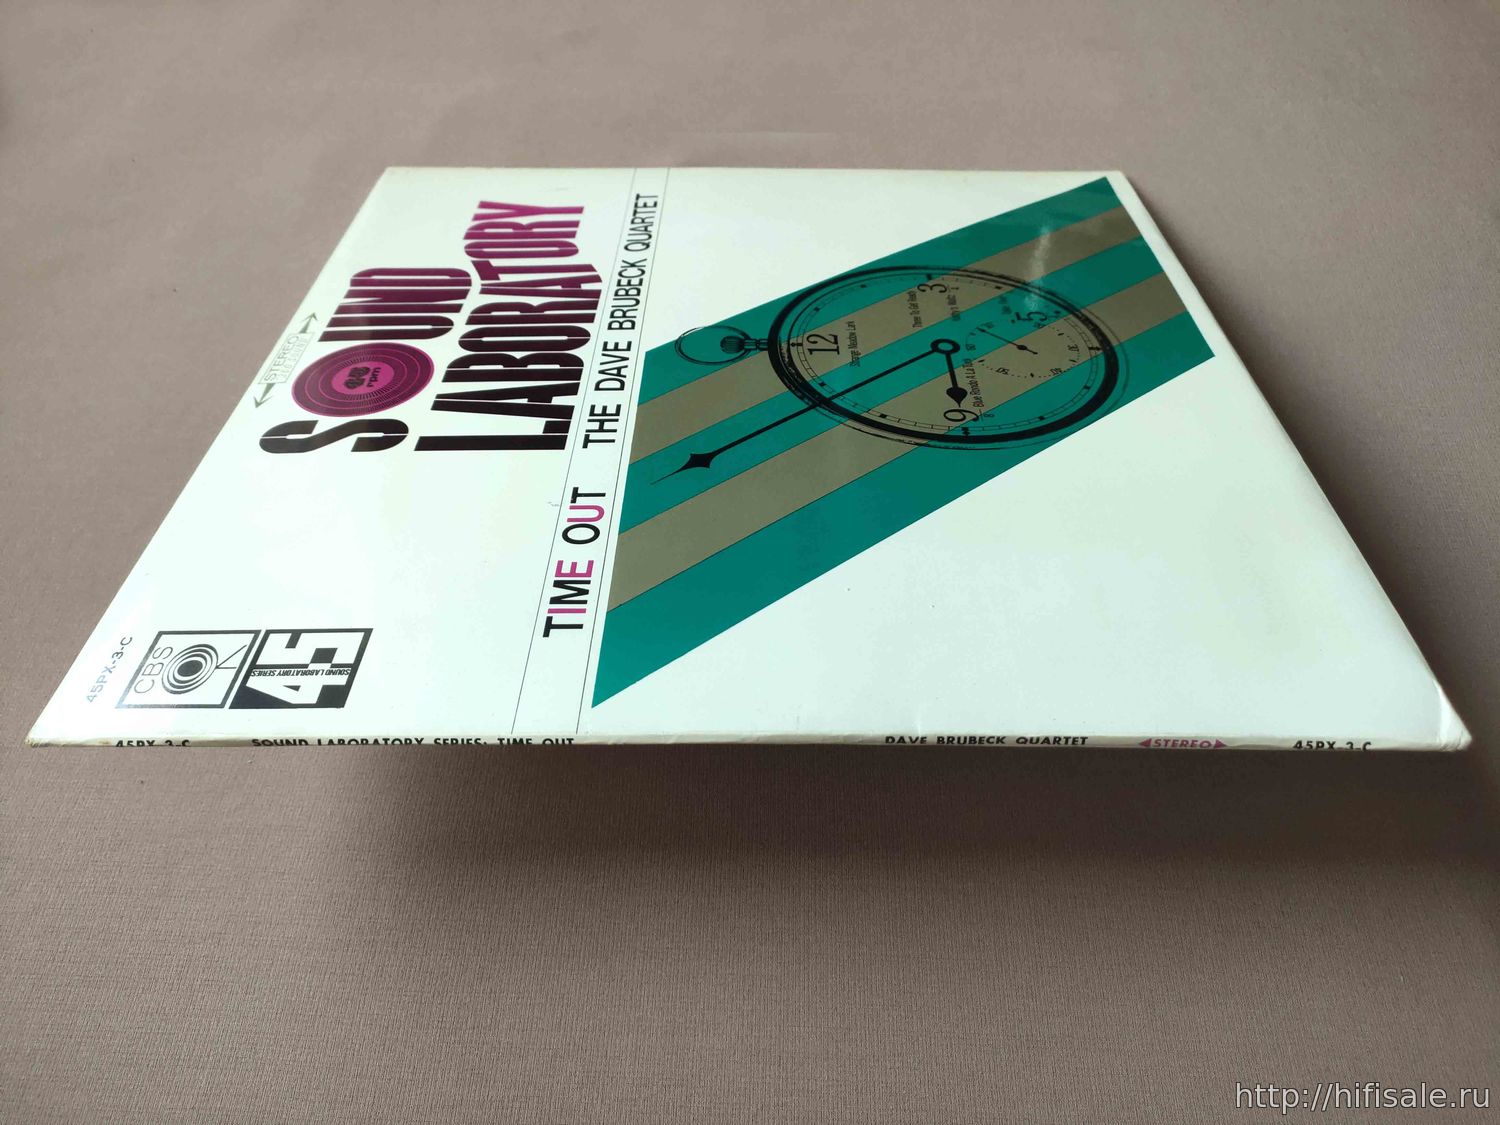 STEREO
SOUND
45
rpm
LABORATORY
TIME OUT THE DAVE BRUBECK QUARTET
12
3
5
9
Strange Meadow Lark
Three To Get Ready
Blue Rondo A La Turk
45PX-3-C
CBS
45
SOUND LABORATORY SERIES
45PX-3-C SOUND LABORATORY SERIES: TIME OUT DAVE BRUBECK QUARTET STEREO 45PX-3-C
http://hifisale.ru